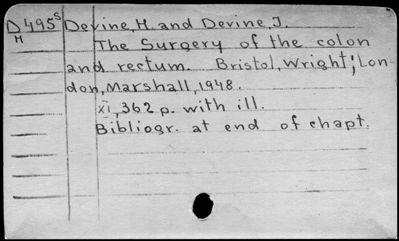 D495S Devine, H. and Devine, J.
H The Surgery of the colon
and rectum. Bristol, Wright; Lon-
don, Marshall, 1948.
xi, 362 p. with ill.
Bibliogr. at end of chapt.